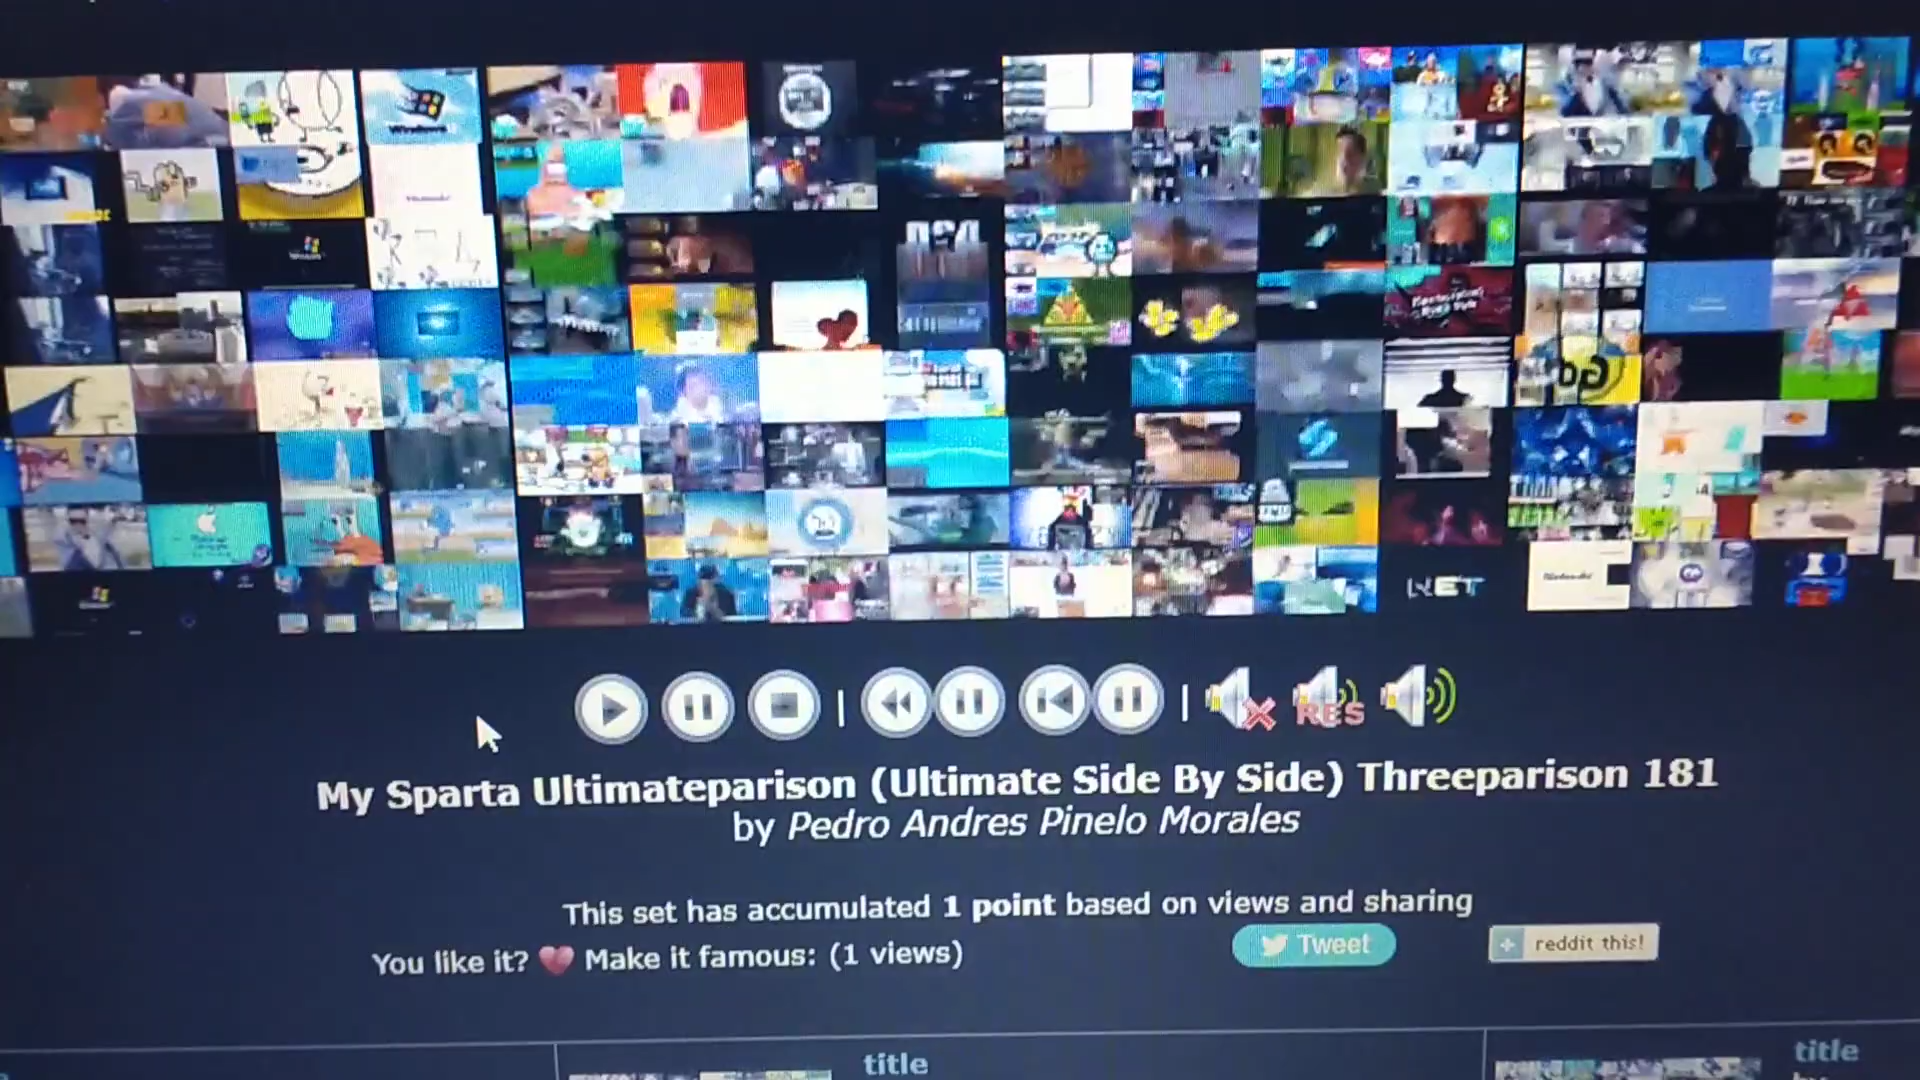 Nintendo
NET
RES
My Sparta Ultimateparison (Ultimate Side By Side) Threeparison 181
by Pedro Andres Pinelo Morales
This set has accumulated 1 point based on views and sharing
You like it? Make it famous: (1 views)
Tweet
reddit this!
title
title